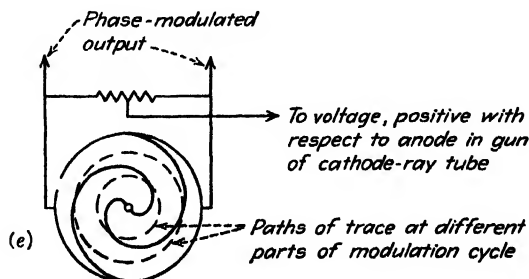 Phase-modulated
output
To voltage, positive with
respect to anode in gun
of cathode-ray tube
Paths of trace at different
parts of modulation cycle
(e)